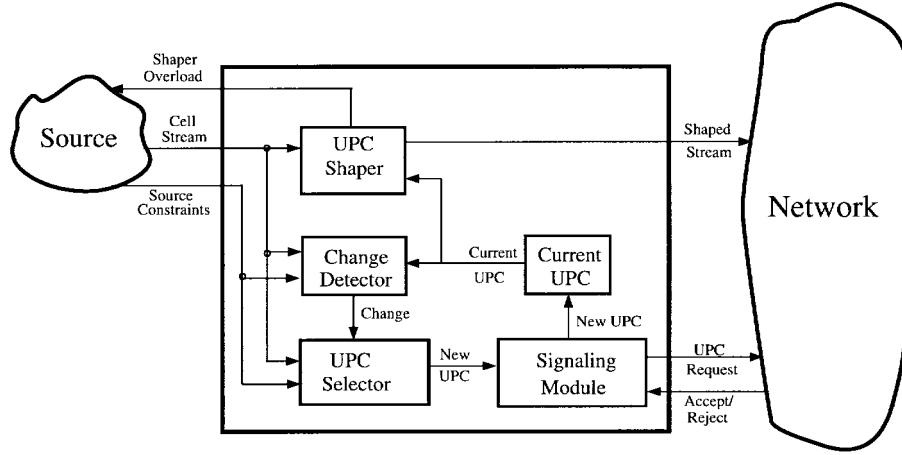 Shaper
Overload
Source
Cell
Stream
Source
Constraints
UPC
Shaper
Shaped
Stream
Network
Change
Detector
Current
UPC
Current
UPC
Change
New UPC
UPC
Selector
New
UPC
Signaling
Module
UPC
Request
Accept/
Reject